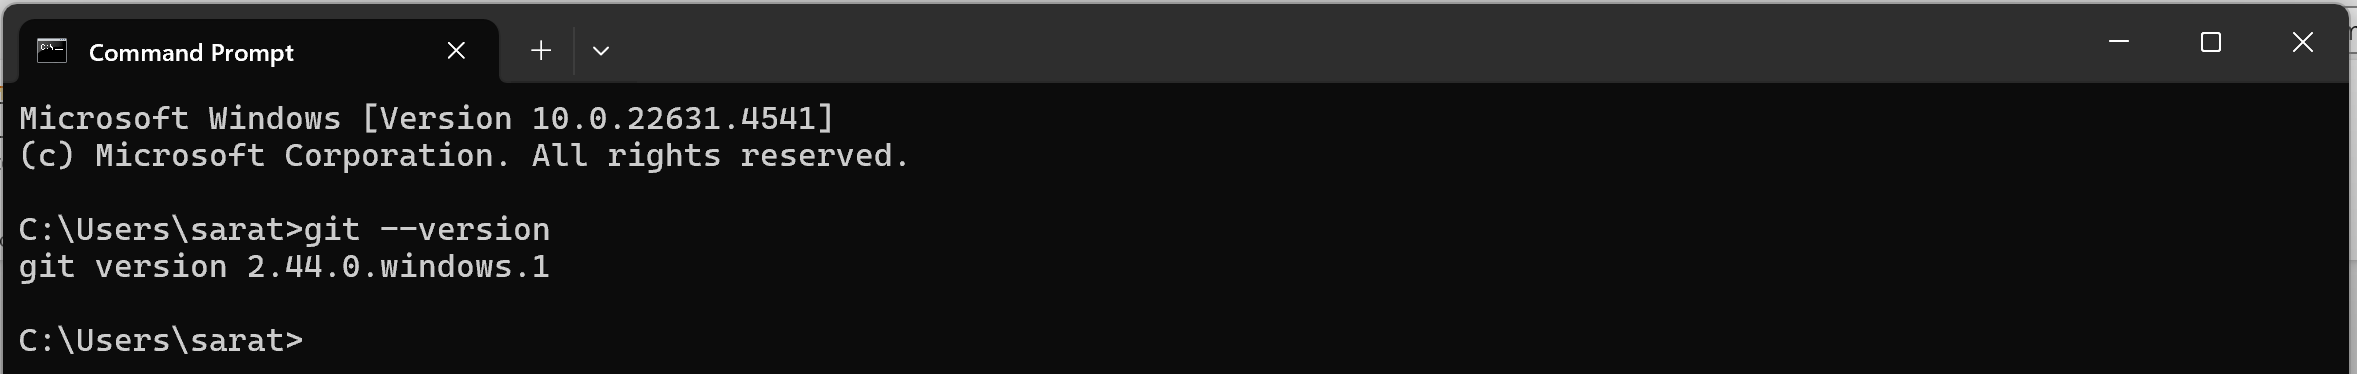 Command Prompt
Microsoft Windows [Version 10.0.22631.4541]
(c) Microsoft Corporation. All rights reserved.
C:\Users\sarat>git --version
git version 2.44.0.windows.1
C:\Users\sarat>